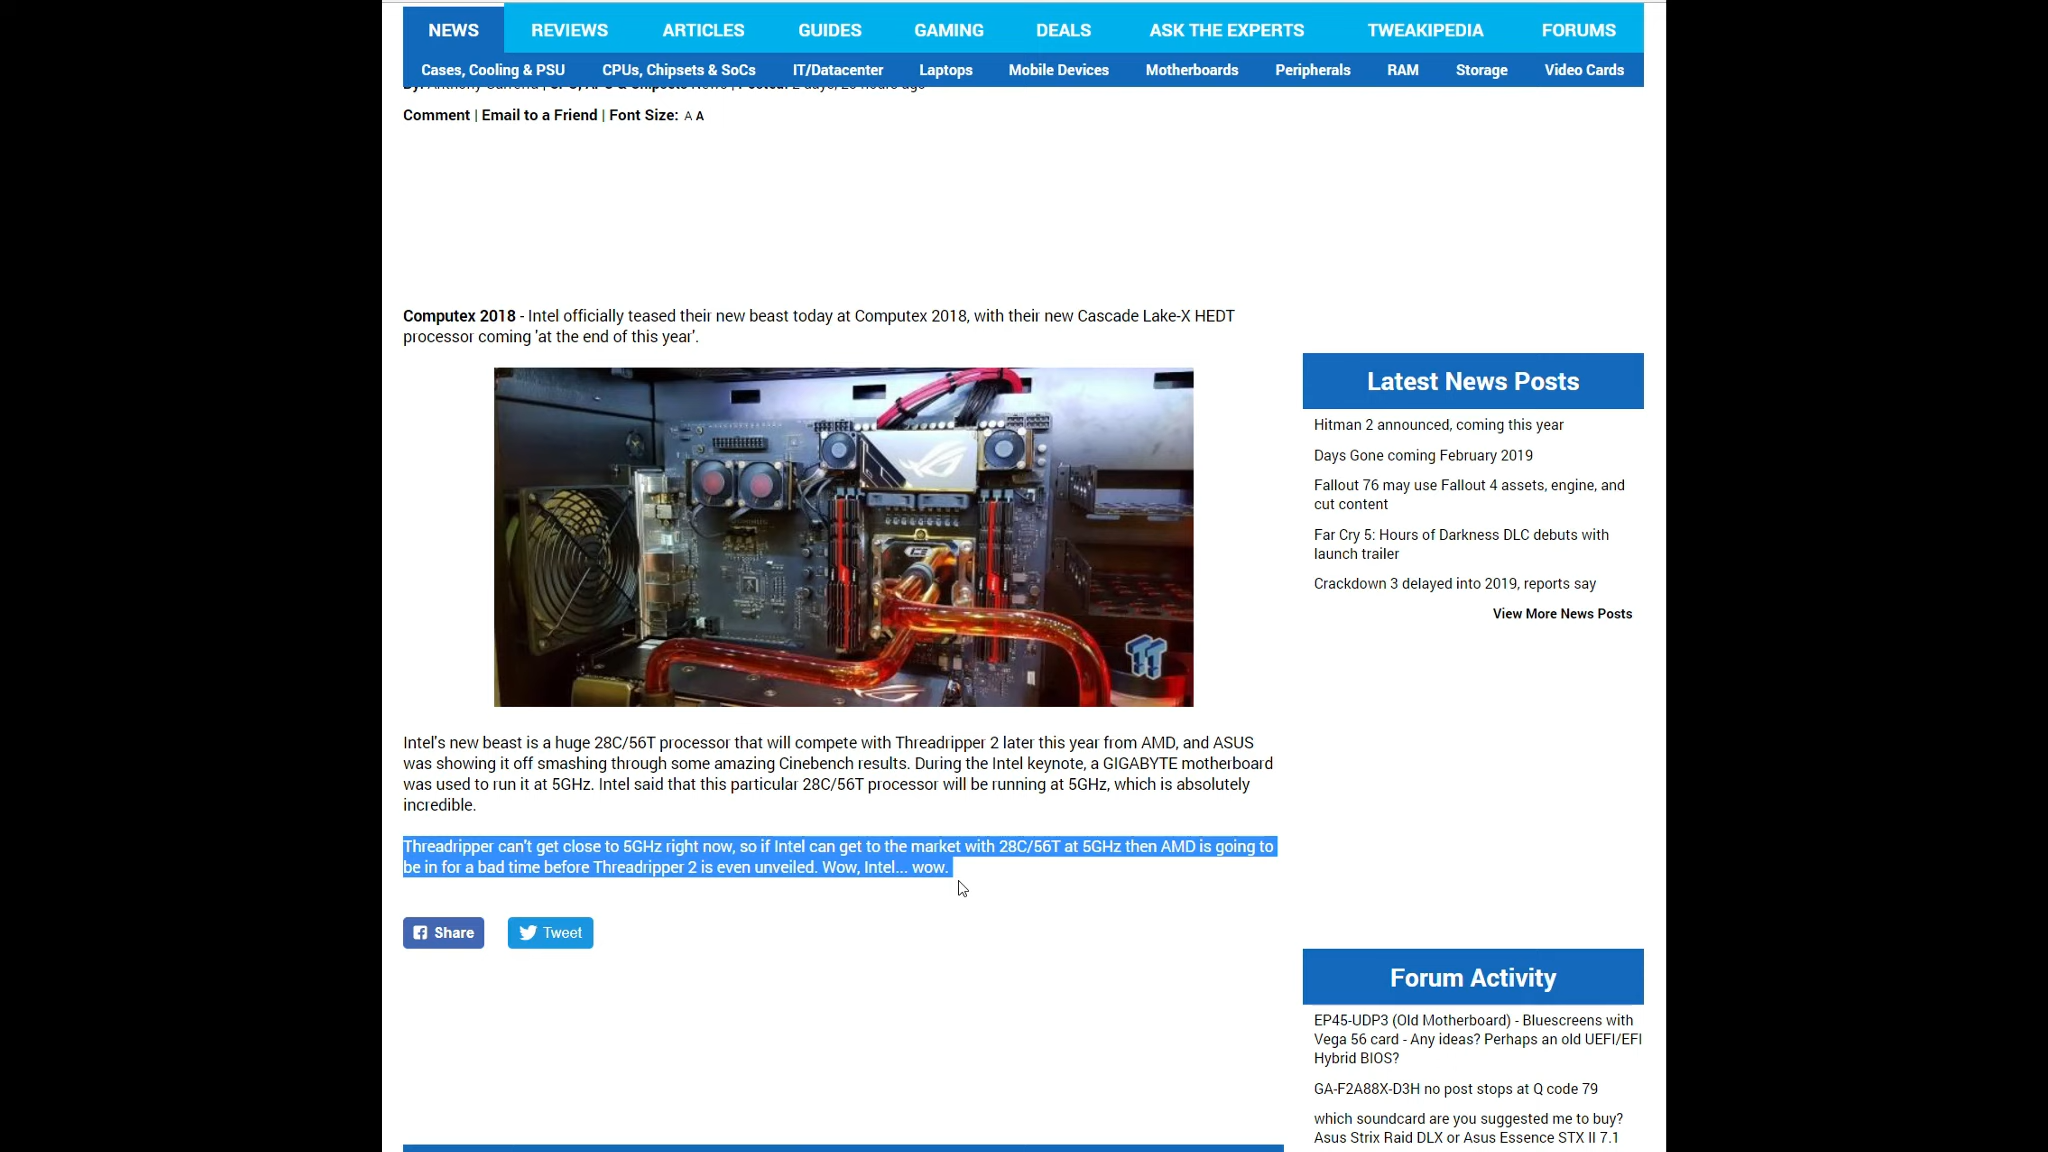 NEWS REVIEWS ARTICLES GUIDES GAMING DEALS ASK THE EXPERTS TWEAKIPEDIA FORUMS
Cases, Cooling & PSU CPUs, Chipsets & SoCs IT/Datacenter Laptops Mobile Devices Motherboards Peripherals RAM Storage Video Cards
Comment | Email to a Friend | Font Size: A A
Computex 2018 - Intel officially teased their new beast today at Computex 2018, with their new Cascade Lake-X HEDT
processor coming 'at the end of this year'.
Intel's new beast is a huge 28C/56T processor that will compete with Threadripper 2 later this year from AMD, and ASUS
was showing it off smashing through some amazing Cinebench results. During the Intel keynote, a GIGABYTE motherboard
was used to run it at 5GHz. Intel said that this particular 28C/56T processor will be running at 5GHz, which is absolutely
incredible.
Threadripper can't get close to 5GHz right now, so if Intel can get to the market with 28C/56T at 5GHz then AMD is going to
be in for a bad time before Threadripper 2 is even unveiled. Wow, Intel... wow.
Share Tweet
Latest News Posts
Hitman 2 announced, coming this year
Days Gone coming February 2019
Fallout 76 may use Fallout 4 assets, engine, and
cut content
Far Cry 5: Hours of Darkness DLC debuts with
launch trailer
Crackdown 3 delayed into 2019, reports say
View More News Posts
Forum Activity
EP45-UDP3 (Old Motherboard) - Bluescreens with
Vega 56 card - Any ideas? Perhaps an old UEFI/EFI
Hybrid BIOS?
GA-F2A88X-D3H no post stops at Q code 79
which soundcard are you suggested me to buy?
Asus Strix Raid DLX or Asus Essence STX II 7.1